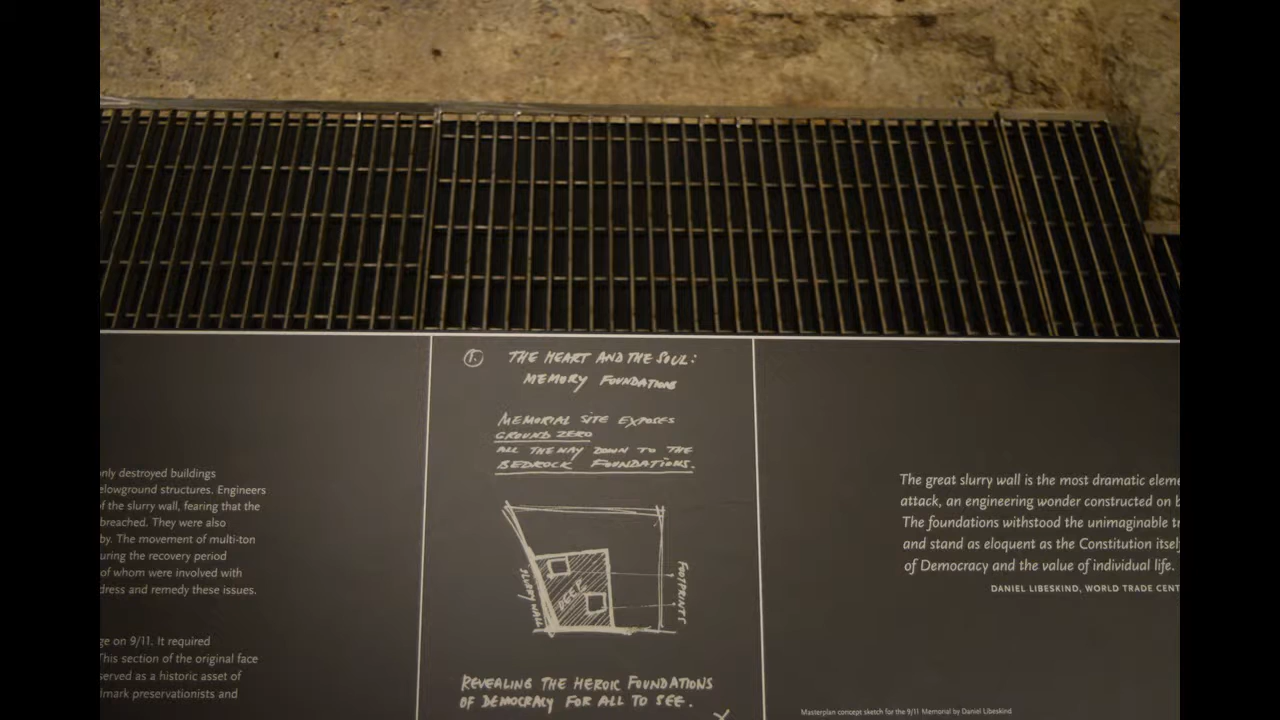 only destroyed buildings
elowground structures. Engineers
of the slurry wall, fearing that the
breached. They were also
by. The movement of multi-ton
uring the recovery period
of whom were involved with
dress and remedy these issues.
ge on 9/11. It required
This section of the original face
served as a historic asset of
dmark preservationists and
1. THE HEART AND THE SOUL:
MEMORY FOUNDATIONS
MEMORIAL SITE EXPOSES
GROUND ZERO
ALL THE WAY DOWN TO THE
BEDROCK FOUNDATIONS.
SLURRY WALL
DEEP
FOOTPRINTS
REVEALING THE HEROIC FOUNDATIONS
OF DEMOCRACY FOR ALL TO SEE.
The great slurry wall is the most dramatic eleme
attack, an engineering wonder constructed on b
The foundations withstood the unimaginable tr
and stand as eloquent as the Constitution itsel
of Democracy and the value of individual life.
DANIEL LIBESKIND, WORLD TRADE CENT
Masterplan concept sketch for the 9/11 Memorial by Daniel Libeskind